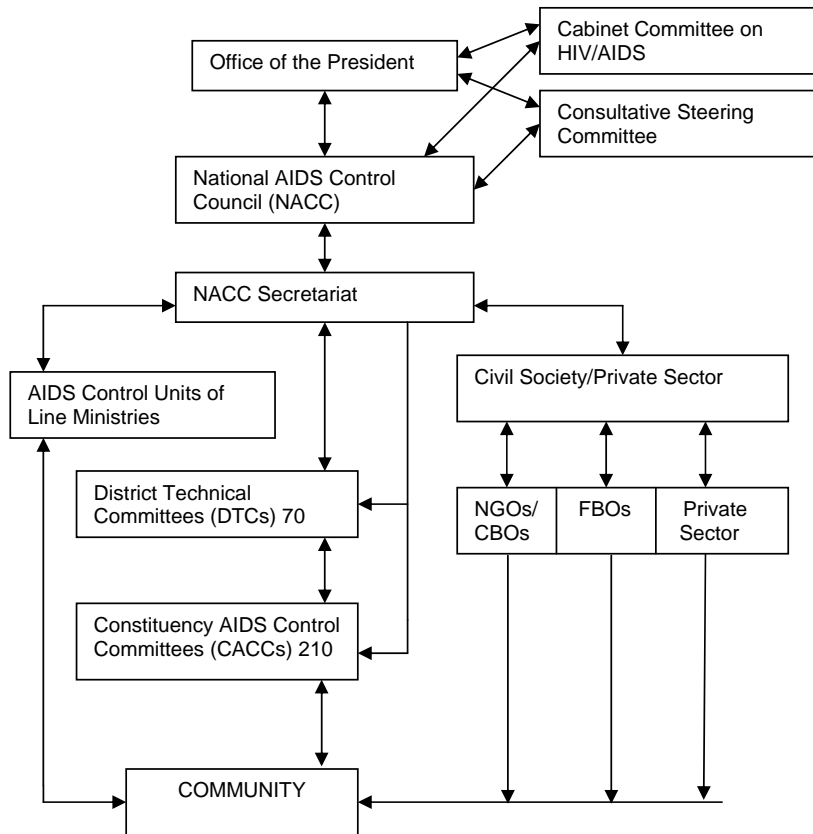 Cabinet Committee on
HIV/AIDS
Office of the President
Consultative Steering
Committee
National AIDS Control
Council (NACC)
NACC Secretariat
AIDS Control Units of
Line Ministries
Civil Society/Private Sector
District Technical
Committees (DTCs) 70
NGOs/
CBOs
FBOs
Private
Sector
Constituency AIDS Control
Committees (CACCs) 210
COMMUNITY